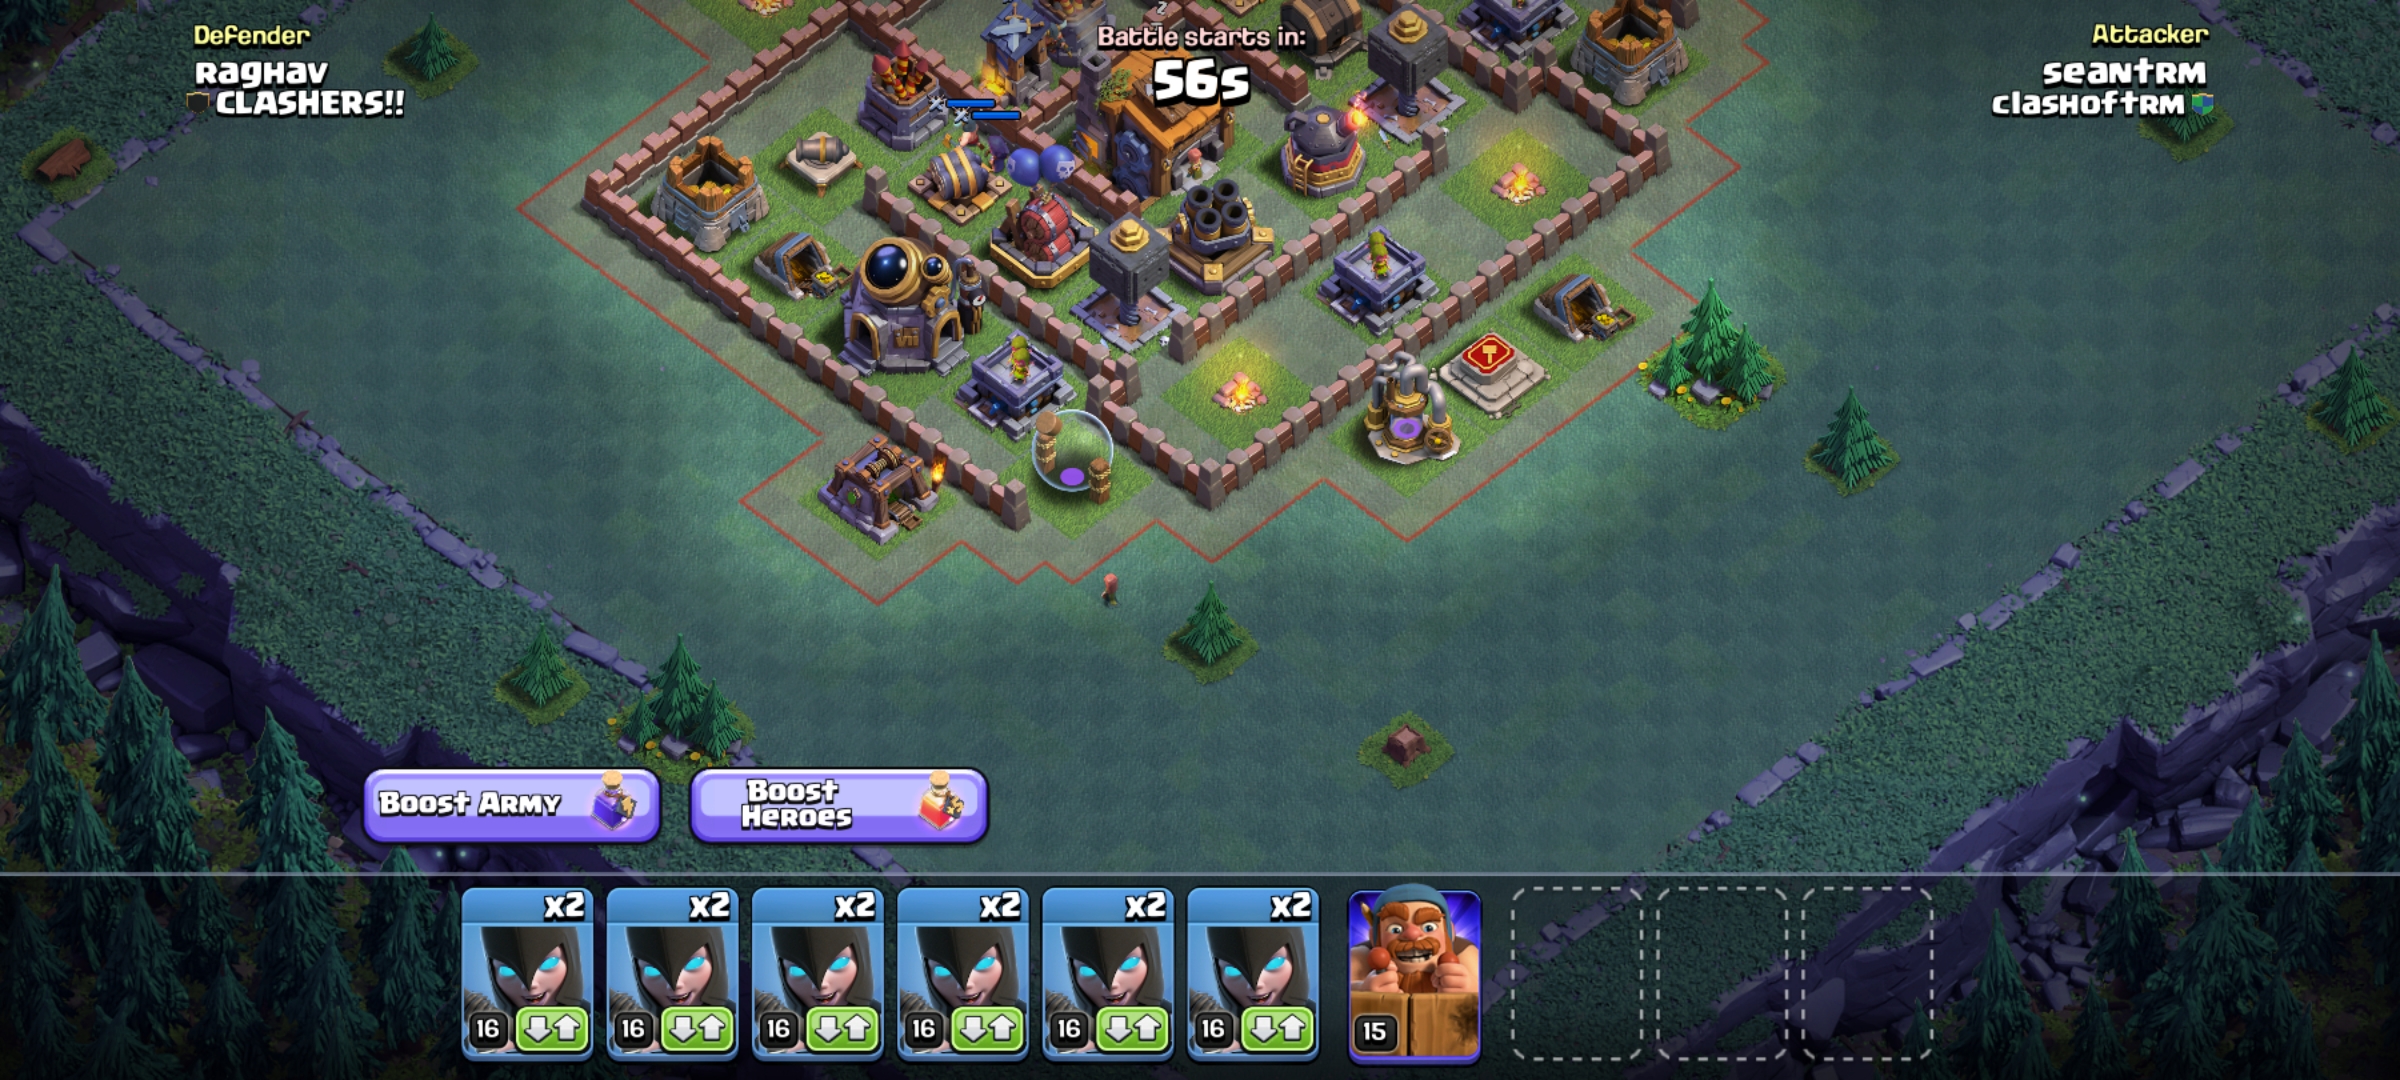 Defender
Raghav
CLASHERS!!
Battle starts in:
56s
Attacker
seantRM
clashoftRM
VII
Boost Army
Boost
Heroes
x2
x2
x2
x2
x2
x2
16
16
16
16
16
16
15